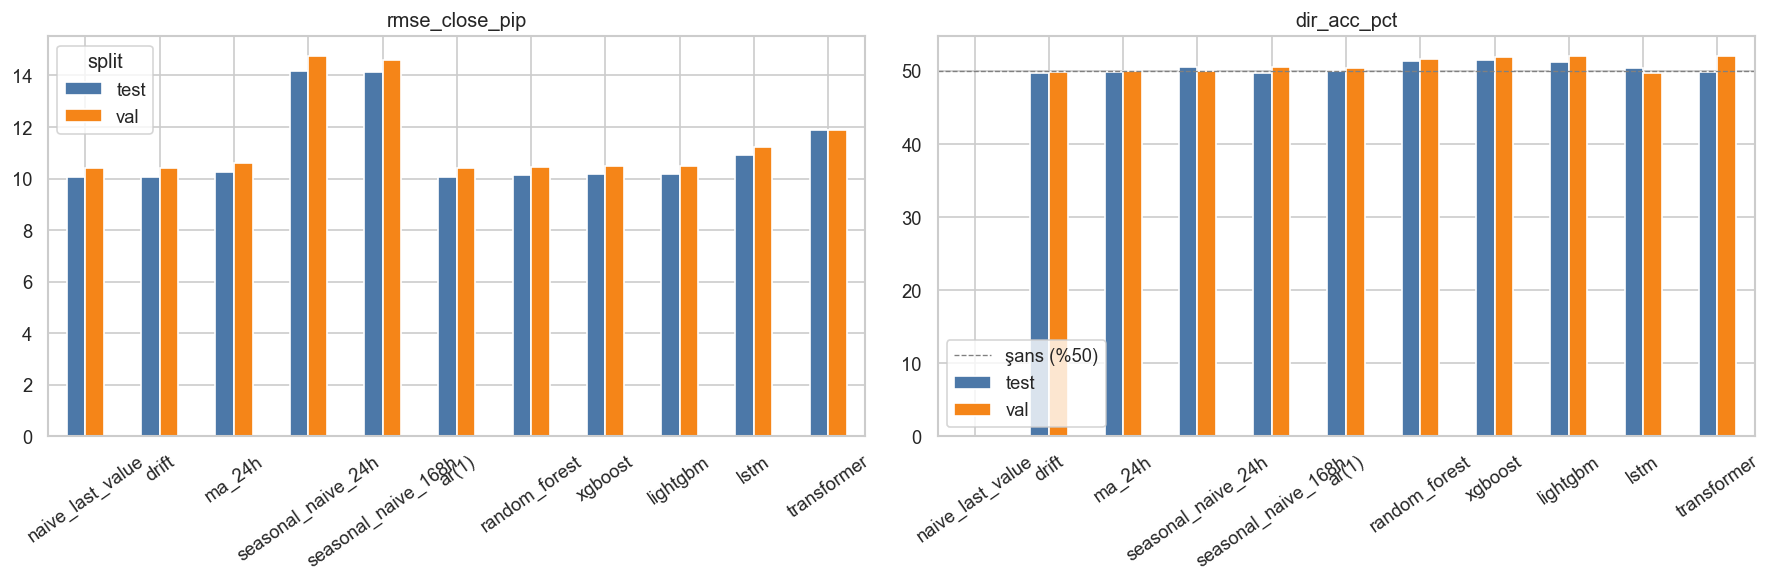 rmse_close_pip
split
test
val
14
12
10
8
6
4
2
0
naive_last_value
drift
ma_24h
seasonal_naive_24h
seasonal_naive_168h
ar(1)
random_forest
xgboost
lightgbm
lstm
transformer
dir_acc_pct
50
40
30
20
10
0
şans (%50)
test
val
naive_last_value
drift
ma_24h
seasonal_naive_24h
seasonal_naive_168h
ar(1)
random_forest
xgboost
lightgbm
lstm
transformer